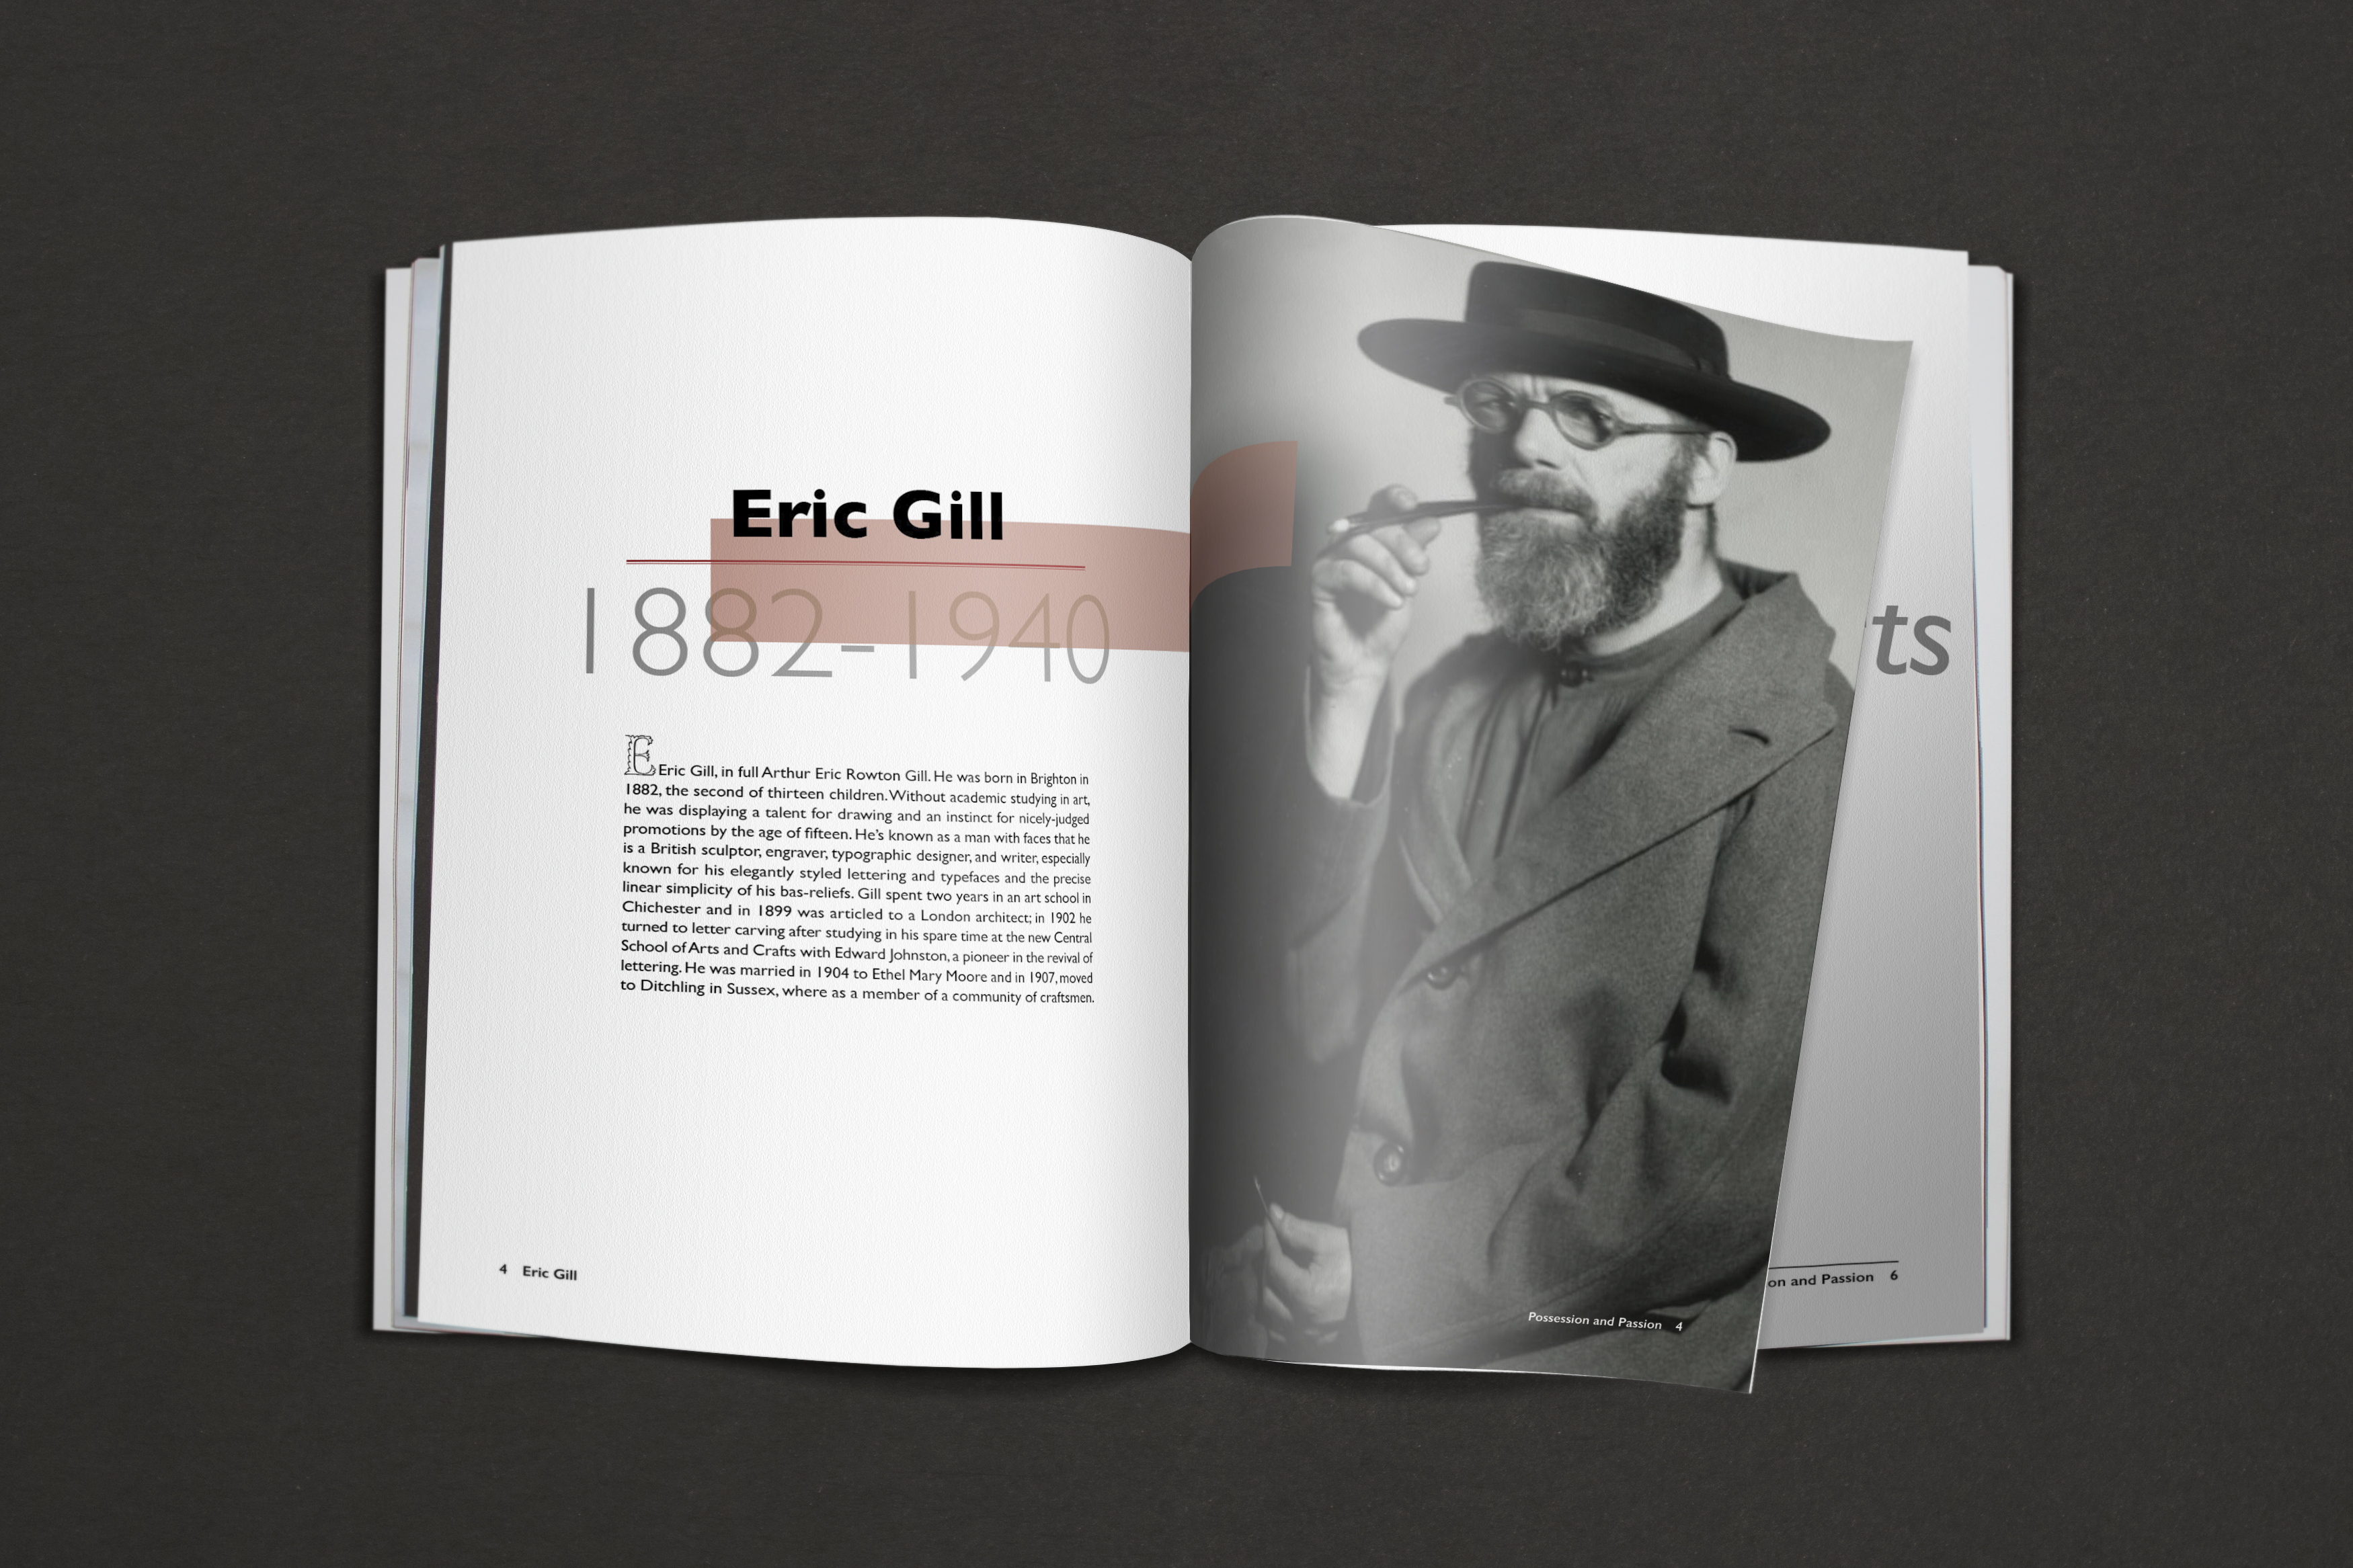 Eric Gill
1882-1940
E Eric Gill, in full Arthur Eric Rowton Gill. He was born in Brighton in
1882, the second of thirteen children. Without academic studying in art,
he was displaying a talent for drawing and an instinct for nicely-judged
promotions by the age of fifteen. He's known as a man with faces that he
is a British sculptor, engraver, typographic designer, and writer, especially
known for his elegantly styled lettering and typefaces and the precise
linear simplicity of his bas-reliefs. Gill spent two years in an art school in
Chichester and in 1899 was articled to a London architect; in 1902 he
turned to letter carving after studying in his spare time at the new Central
School of Arts and Crafts with Edward Johnston, a pioneer in the revival of
lettering. He was married in 1904 to Ethel Mary Moore and in 1907, moved
to Ditchling in Sussex, where as a member of a community of craftsmen.
4 Eric Gill
Possession and Passion 4
ts
on and Passion 6